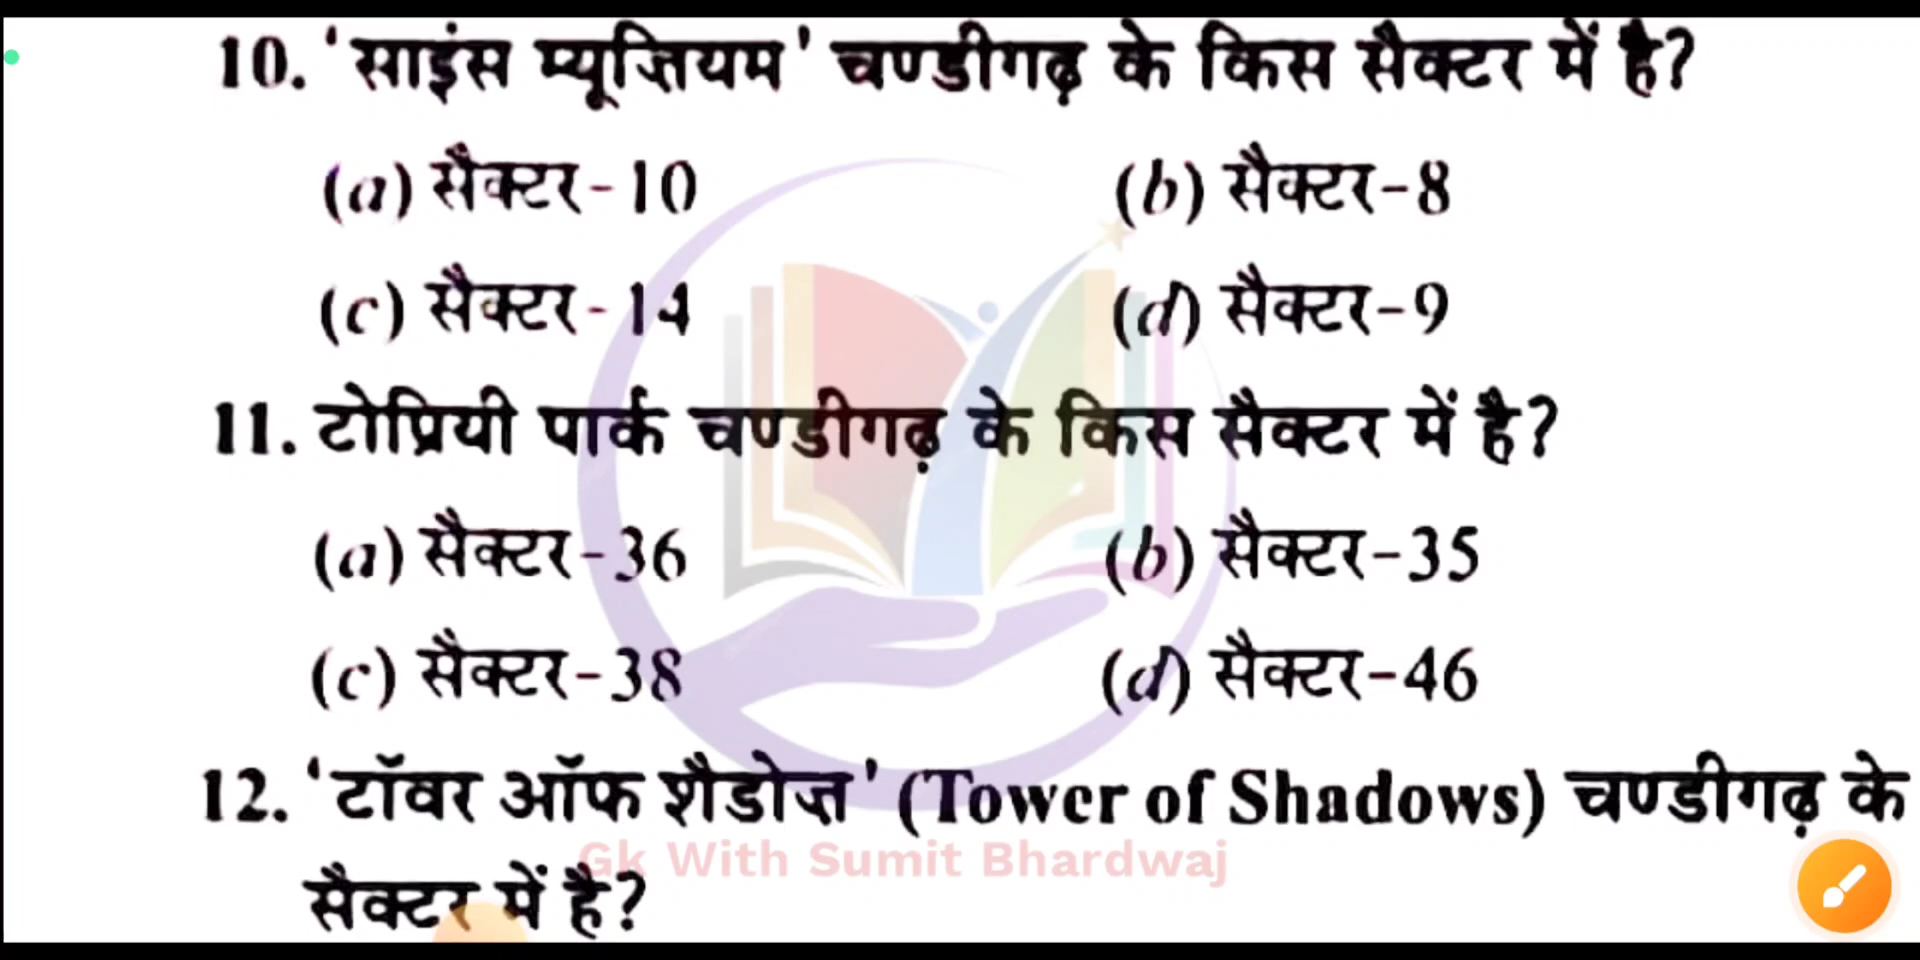 10. 'साइंस म्यूज़ियम' चण्डीगढ़ के किस सैक्टर में है?
(a) सैक्टर-10 (b) सैक्टर-8
(c) सैक्टर-14 (d) सैक्टर-9
11. टोप्रियी पार्क चण्डीगढ़ के किस सैक्टर में है?
(a) सैक्टर-36 (b) सैक्टर-35
(c) सैक्टर-38 (d) सैक्टर-46
12. 'टॉवर ऑफ शैडोज़' (Tower of Shadows) चण्डीगढ़ के
Gk With Sumit Bhardwaj
सैक्टर में है?